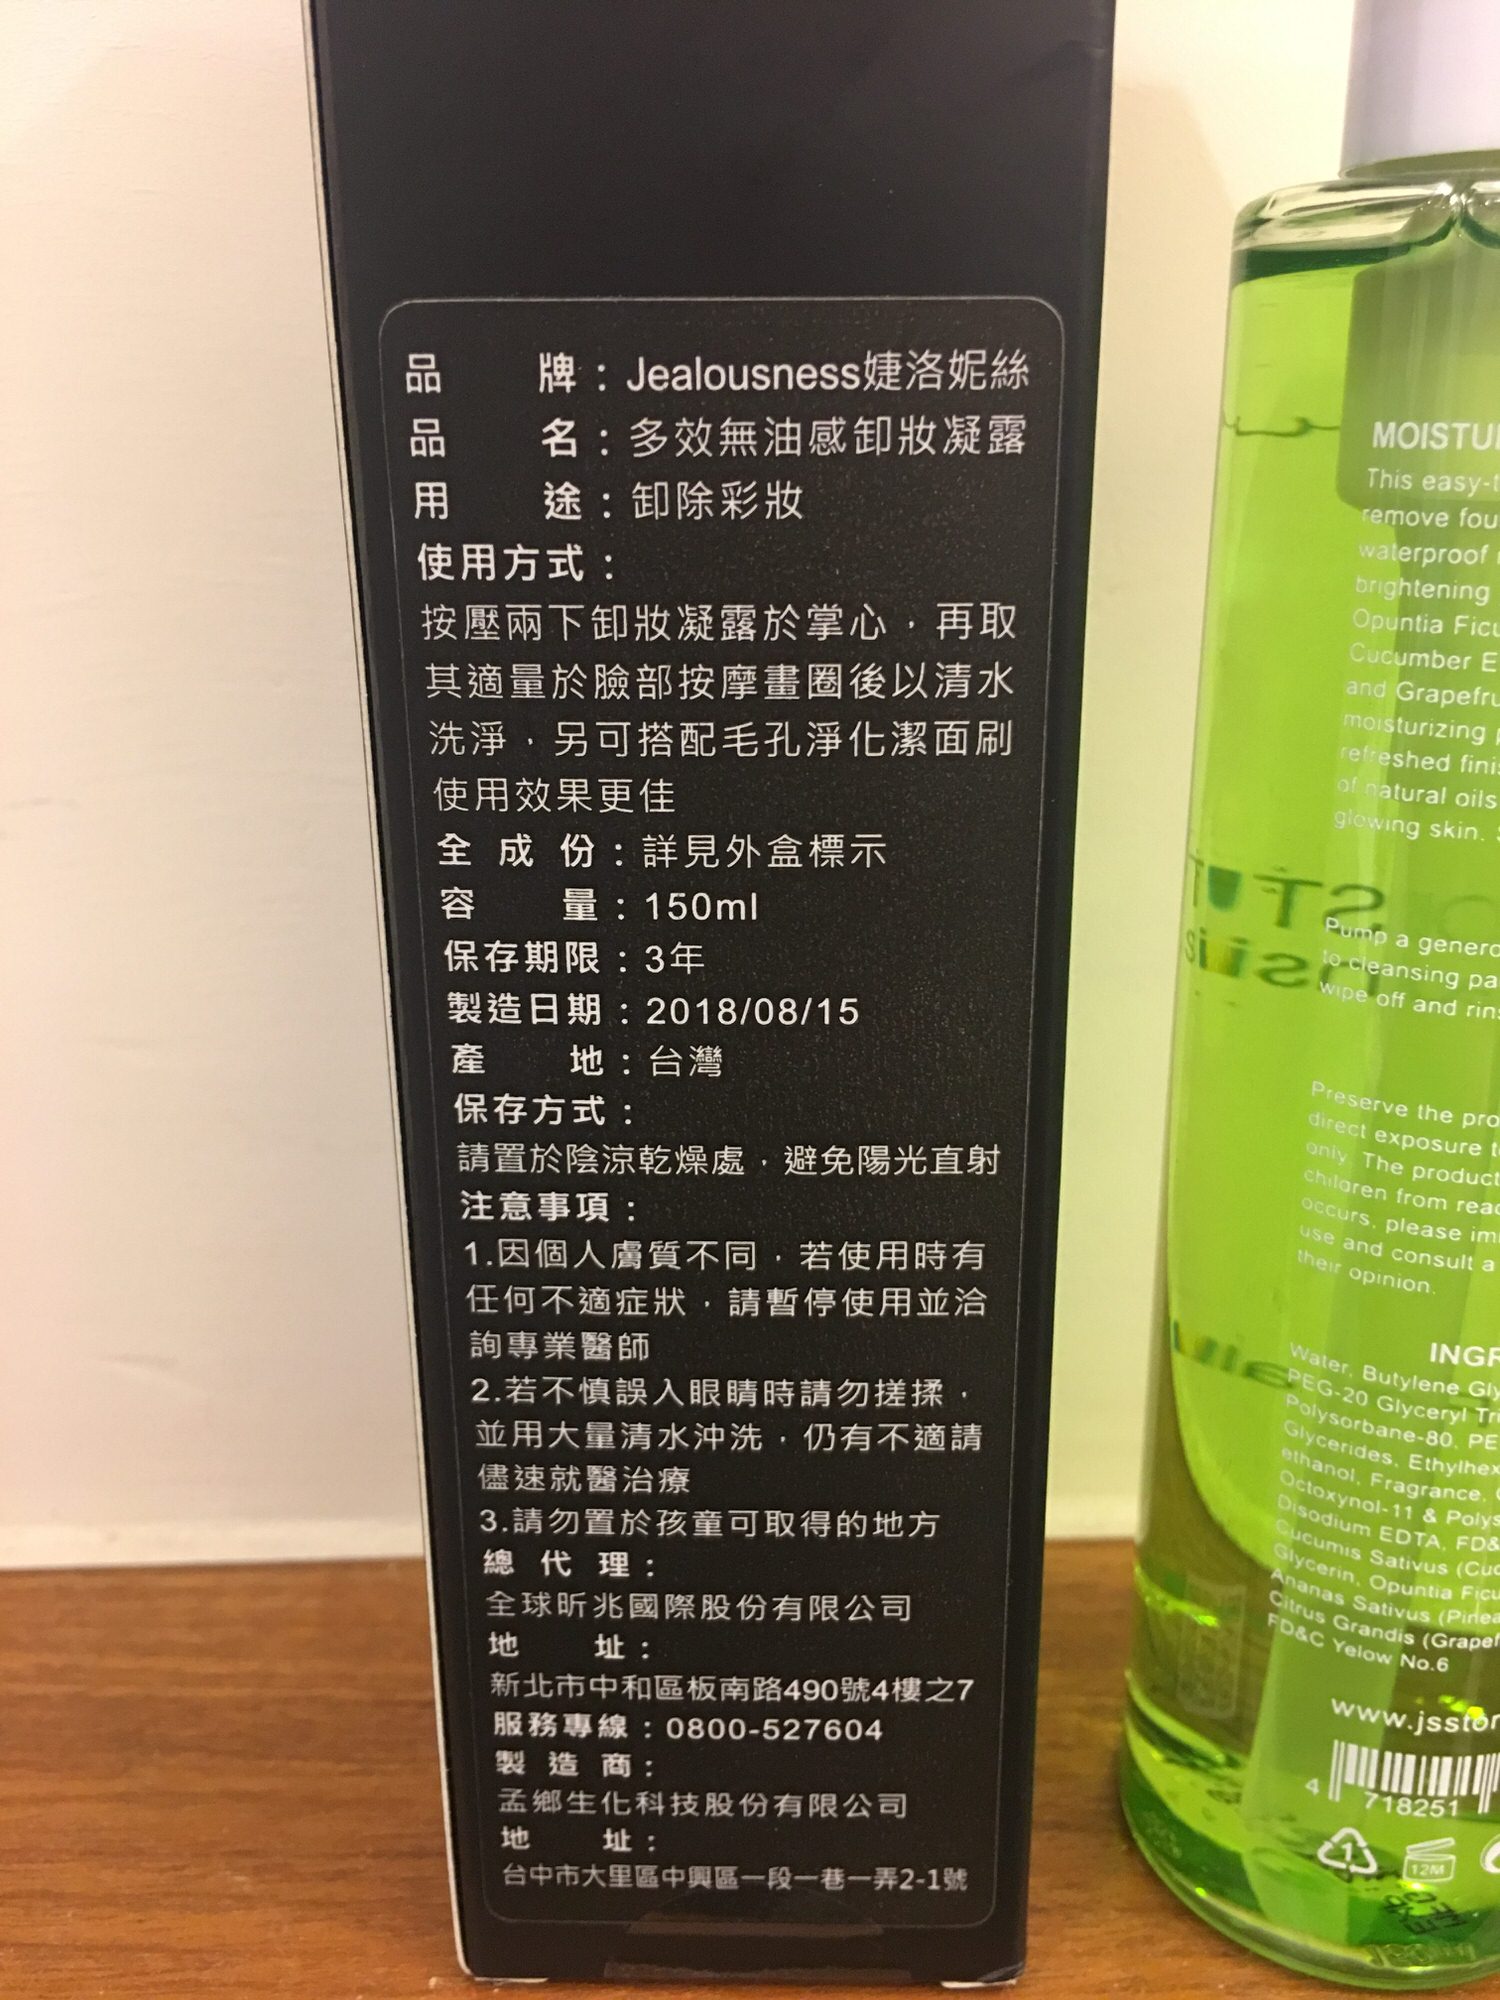 品 牌：Jealousness婕洛妮絲
品 名：多效無油感卸妝凝露
用 途：卸除彩妝
使用方式：
按壓兩下卸妝凝露於掌心，再取
其適量於臉部按摩畫圈後以清水
洗淨，另可搭配毛孔淨化潔面刷
使用效果更佳
全 成 份：詳見外盒標示
容 量：150ml
保存期限：3年
製造日期：2018/08/15
產 地：台灣
保存方式：
請置於陰涼乾燥處，避免陽光直射
注意事項：
1.因個人膚質不同，若使用時有
任何不適症狀，請暫停使用並洽
詢專業醫師
2.若不慎誤入眼睛時請勿搓揉，
並用大量清水沖洗，仍有不適請
儘速就醫治療
3.請勿置於孩童可取得的地方
總 代 理：
全球昕兆國際股份有限公司
地 址：
新北市中和區板南路490號4樓之7
服務專線：0800-527604
製 造 商：
孟鄉生化科技股份有限公司
地 址：
台中市大里區中興區一段一巷一弄2-1號
MOISTU
This easy-t
remove fou
waterproof
brightening
Opuntia Ficu
Cucumber E
and Grapefru
moisturizing
refreshed finis
of natural oils
glowing skin.
Pump a genero
to cleansing pa
wipe off and rins
Preserve the pro
direct exposure t
only. The product
children from reac
occurs, please im
use and consult a
their opinion.
INGR
Water, Butylene Gly
PEG-20 Glyceryl Tri
Polysorbane-80, PE
Glycerides, Ethylhex
ethanol, Fragrance,
Octoxynol-11 & Polys
Disodium EDTA, FD&
Cucumis Sativus (Cuc
Glycerin, Opuntia Ficu
Ananas Sativus (Pinea
Citrus Grandis (Grapef
FD&C Yelow No.6
www.jsstor
4 718251
1
12M